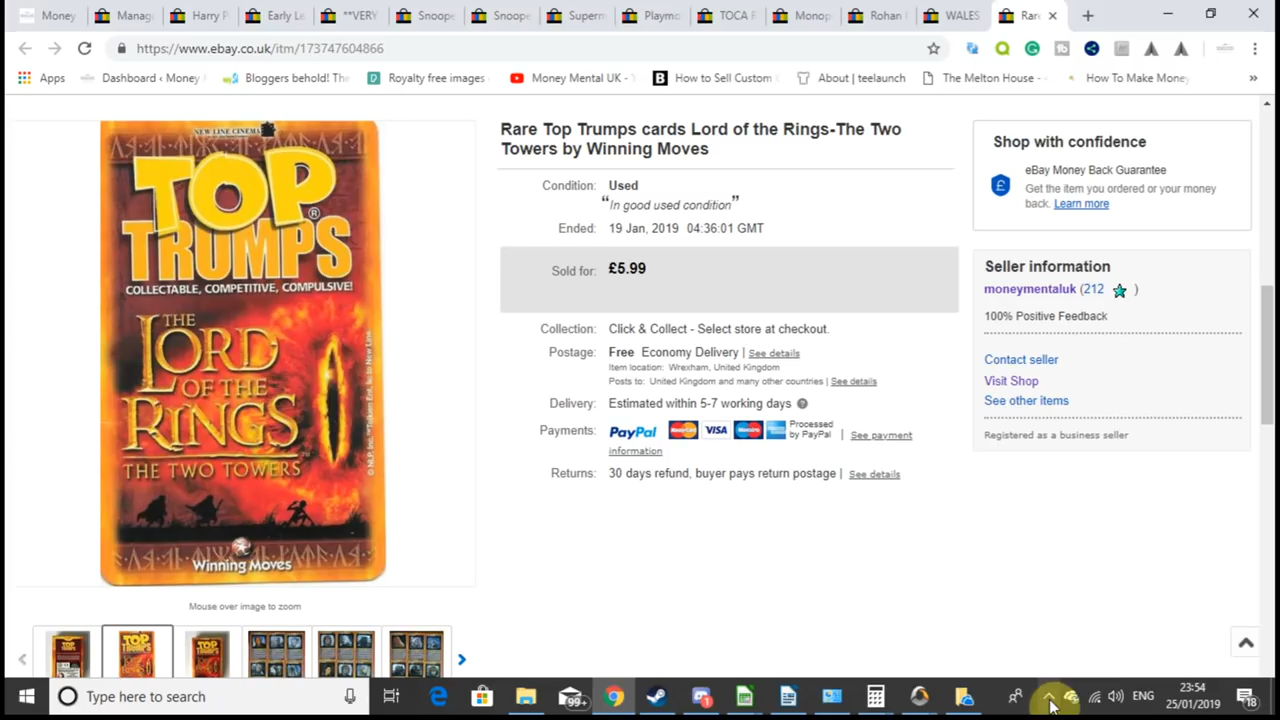 Money
Manag
Harry P
Early Le
**VERY
Snoope
Snoope
Superm
Playmo
TOCA F
Monop
Rohan
WALES
Rar
https://www.ebay.co.uk/itm/173747604866
Apps
Dashboard ‹ Money
Bloggers behold! The
Royalty free images
Money Mental UK -
How to Sell Custom
About | teelaunch
The Melton House -
How To Make Money
NEW LINE CINEMA
TOP
TRUMPS
®
COLLECTABLE, COMPETITIVE, COMPULSIVE!
THE
LORD
OF THE
RINGS
THE TWO TOWERS
Winning Moves
Mouse over image to zoom
Rare Top Trumps cards Lord of the Rings-The Two
Towers by Winning Moves
Condition: Used
“In good used condition”
Ended: 19 Jan, 2019 04:36:01 GMT
Sold for: £5.99
Collection: Click & Collect - Select store at checkout.
Postage: Free Economy Delivery | See details
Item location: Wrexham, United Kingdom
Posts to: United Kingdom and many other countries | See details
Delivery: Estimated within 5-7 working days
Payments: PayPal MasterCard VISA Maestro Processed by PayPal | See payment
information
Returns: 30 days refund, buyer pays return postage | See details
Shop with confidence
eBay Money Back Guarantee
Get the item you ordered or your money
back. Learn more
Seller information
moneymentaluk (212 )
100% Positive Feedback
Contact seller
Visit Shop
See other items
Registered as a business seller
Type here to search
99+
ENG
23:54
25/01/2019
18